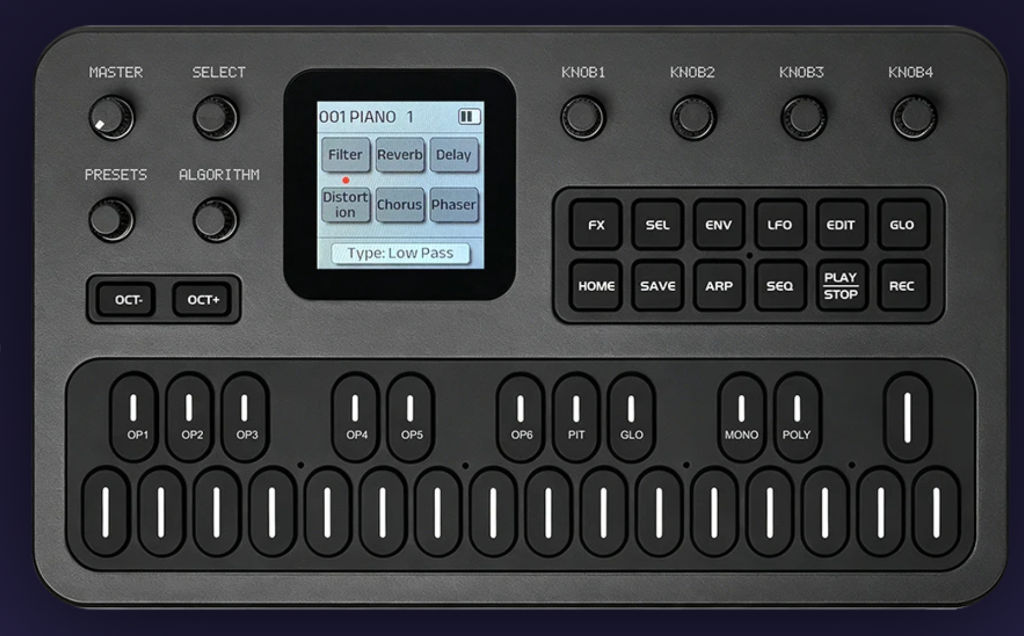 MASTER SELECT
KNOB1 KNOB2 KNOB3 KNOB4
001 PIANO 1
Filter Reverb Delay
PRESETS ALGORITHM
Distort
ion
Chorus Phaser
Type: Low Pass
FX SEL ENV LFO EDIT GLO
HOME SAVE ARP SEQ
PLAY
STOP
REC
OCT- OCT+
OP1 OP2 OP3 OP4 OP5 OP6 PIT GLO MONO POLY